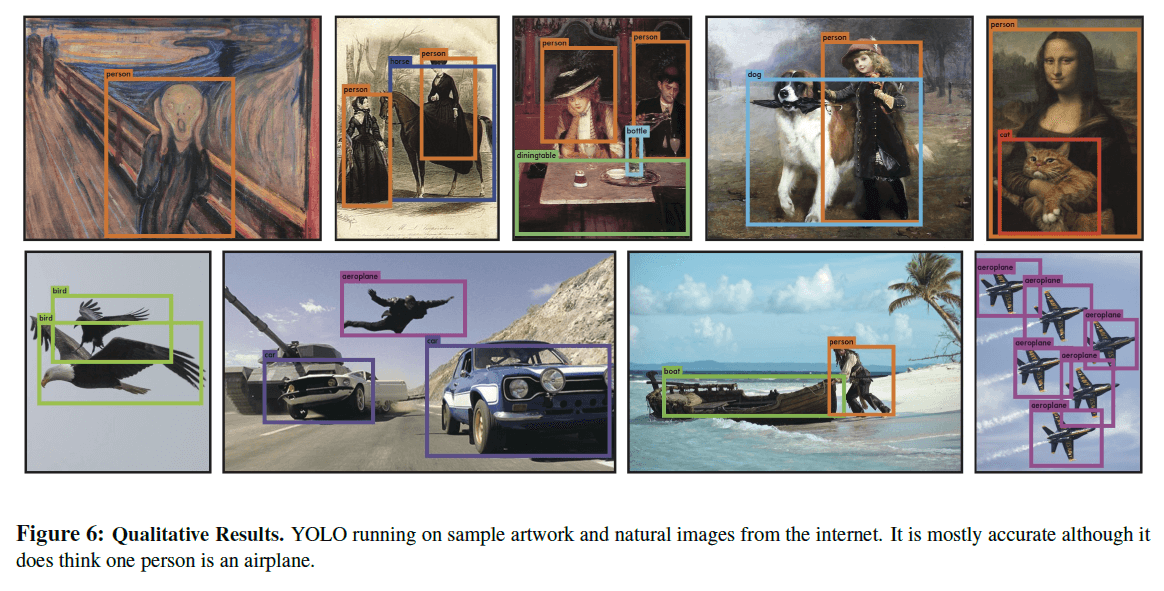 person
person
horse
person
person
person
bottle
diningtable
person
dog
person
cat
bird
bird
aeroplane
car
car
person
boat
aeroplane
aeroplane
aeroplane
aeroplane
aeroplane
aeroplane
Figure 6: Qualitative Results. YOLO running on sample artwork and natural images from the internet. It is mostly accurate although it
does think one person is an airplane.